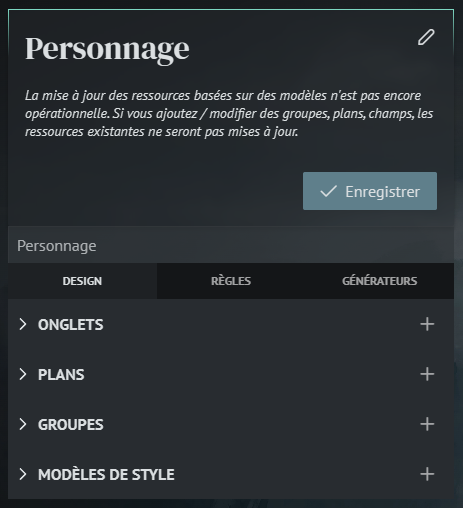 Personnage
La mise à jour des ressources basées sur des modèles n'est pas encore
opérationnelle. Si vous ajoutez / modifier des groupes, plans, champs, les
ressources existantes ne seront pas mises à jour.
Enregistrer
Personnage
DESIGN RÈGLES GÉNÉRATEURS
ONGLETS
PLANS
GROUPES
MODÈLES DE STYLE